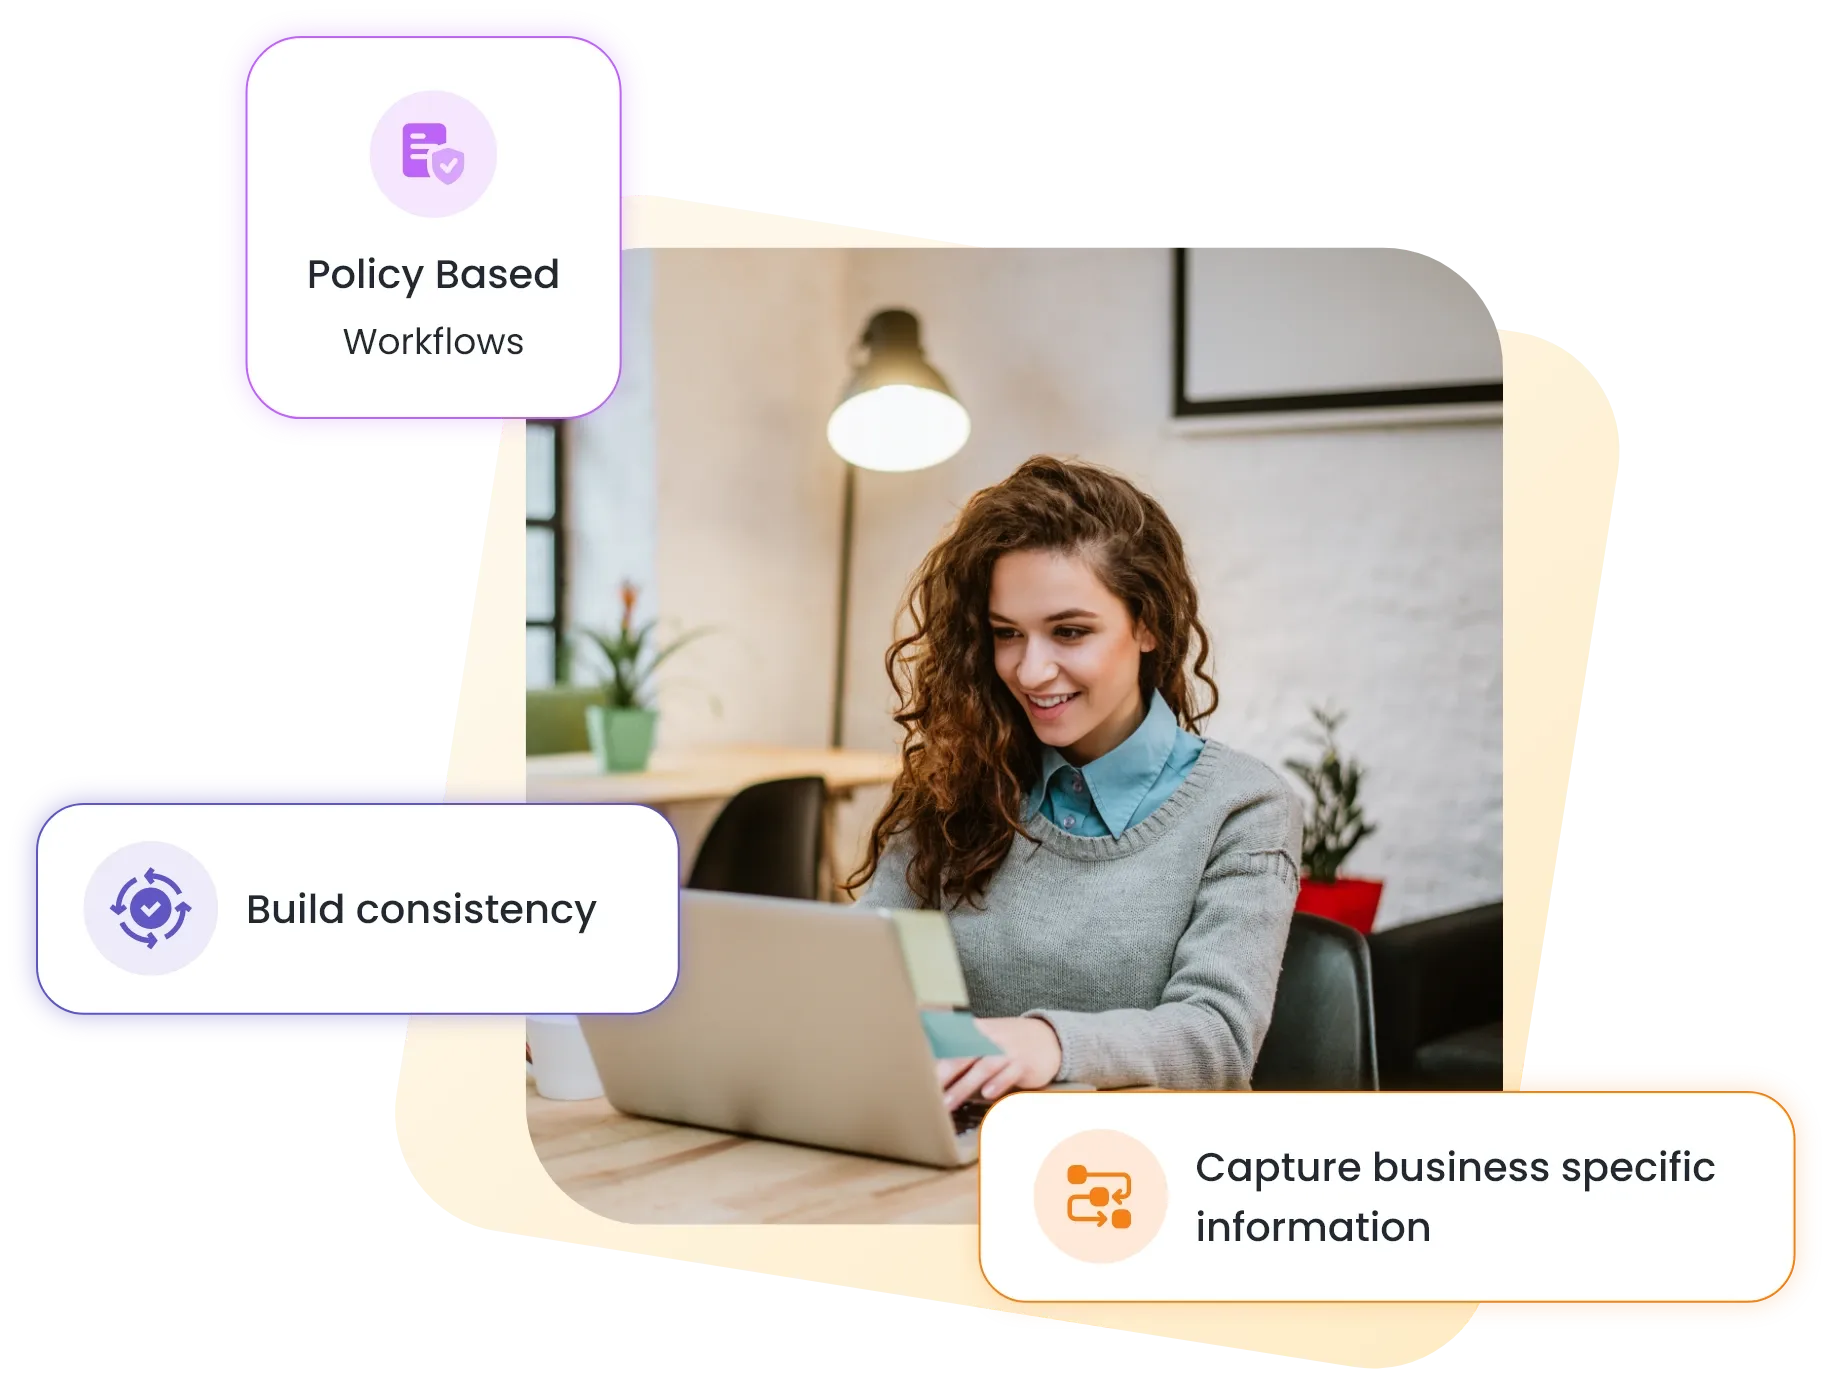 Policy Based
Workflows
Build consistency
Capture business specific
information